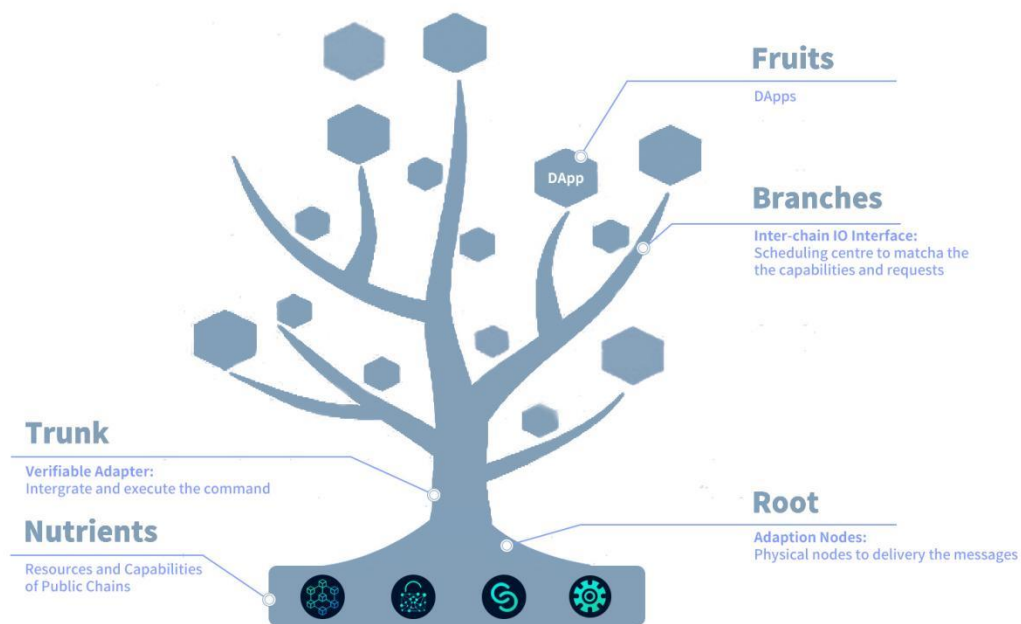 Fruits
DApps
DApp
Branches
Inter-chain IO Interface:
Scheduling centre to matcha the
the capabilities and requests
Trunk
Verifiable Adapter:
Intergrate and execute the command
Root
Adaption Nodes:
Physical nodes to delivery the messages
Nutrients
Resources and Capabilities
of Public Chains